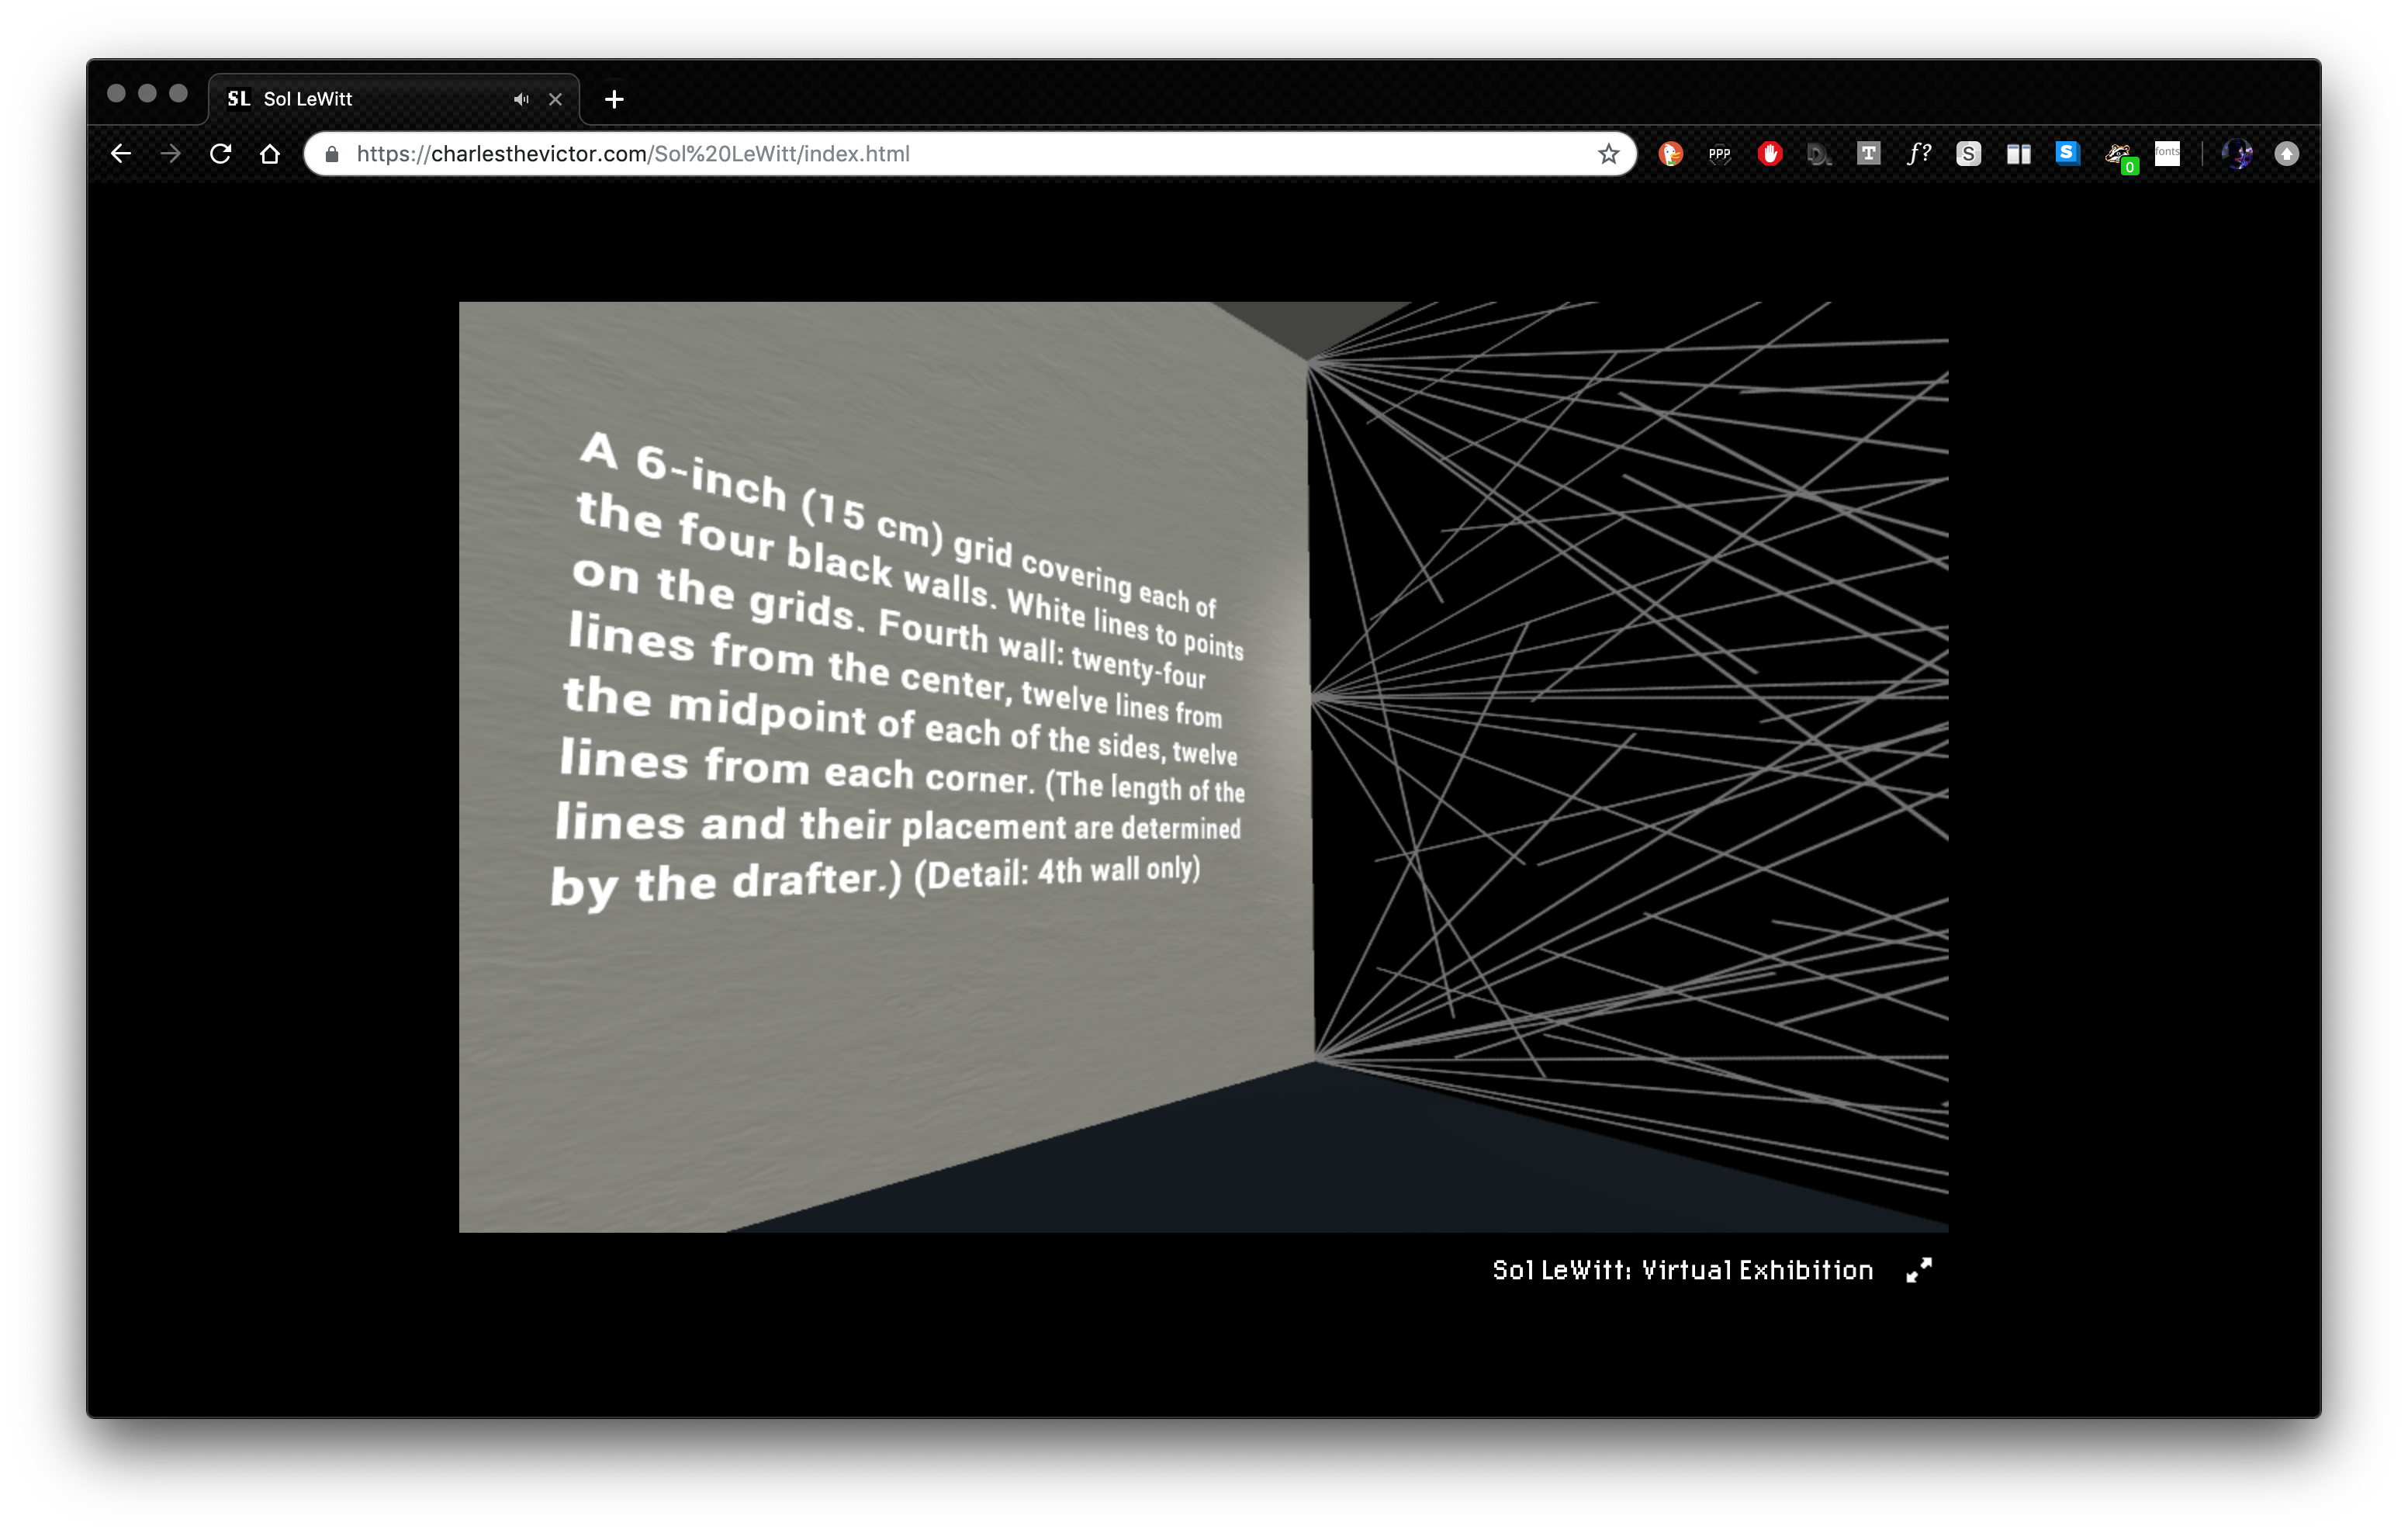 SL Sol LeWitt
https://charlesthevictor.com/Sol%20LeWitt/index.html
PPP
D.
T
f?
S
S
0
fonts
A 6-inch (15 cm) grid covering each of
the four black walls. White lines to points
on the grids. Fourth wall: twenty-four
lines from the center, twelve lines from
the midpoint of each of the sides, twelve
lines from each corner. (The length of the
lines and their placement are determined
by the drafter.) (Detail: 4th wall only)
Sol LeWitt: Virtual Exhibition